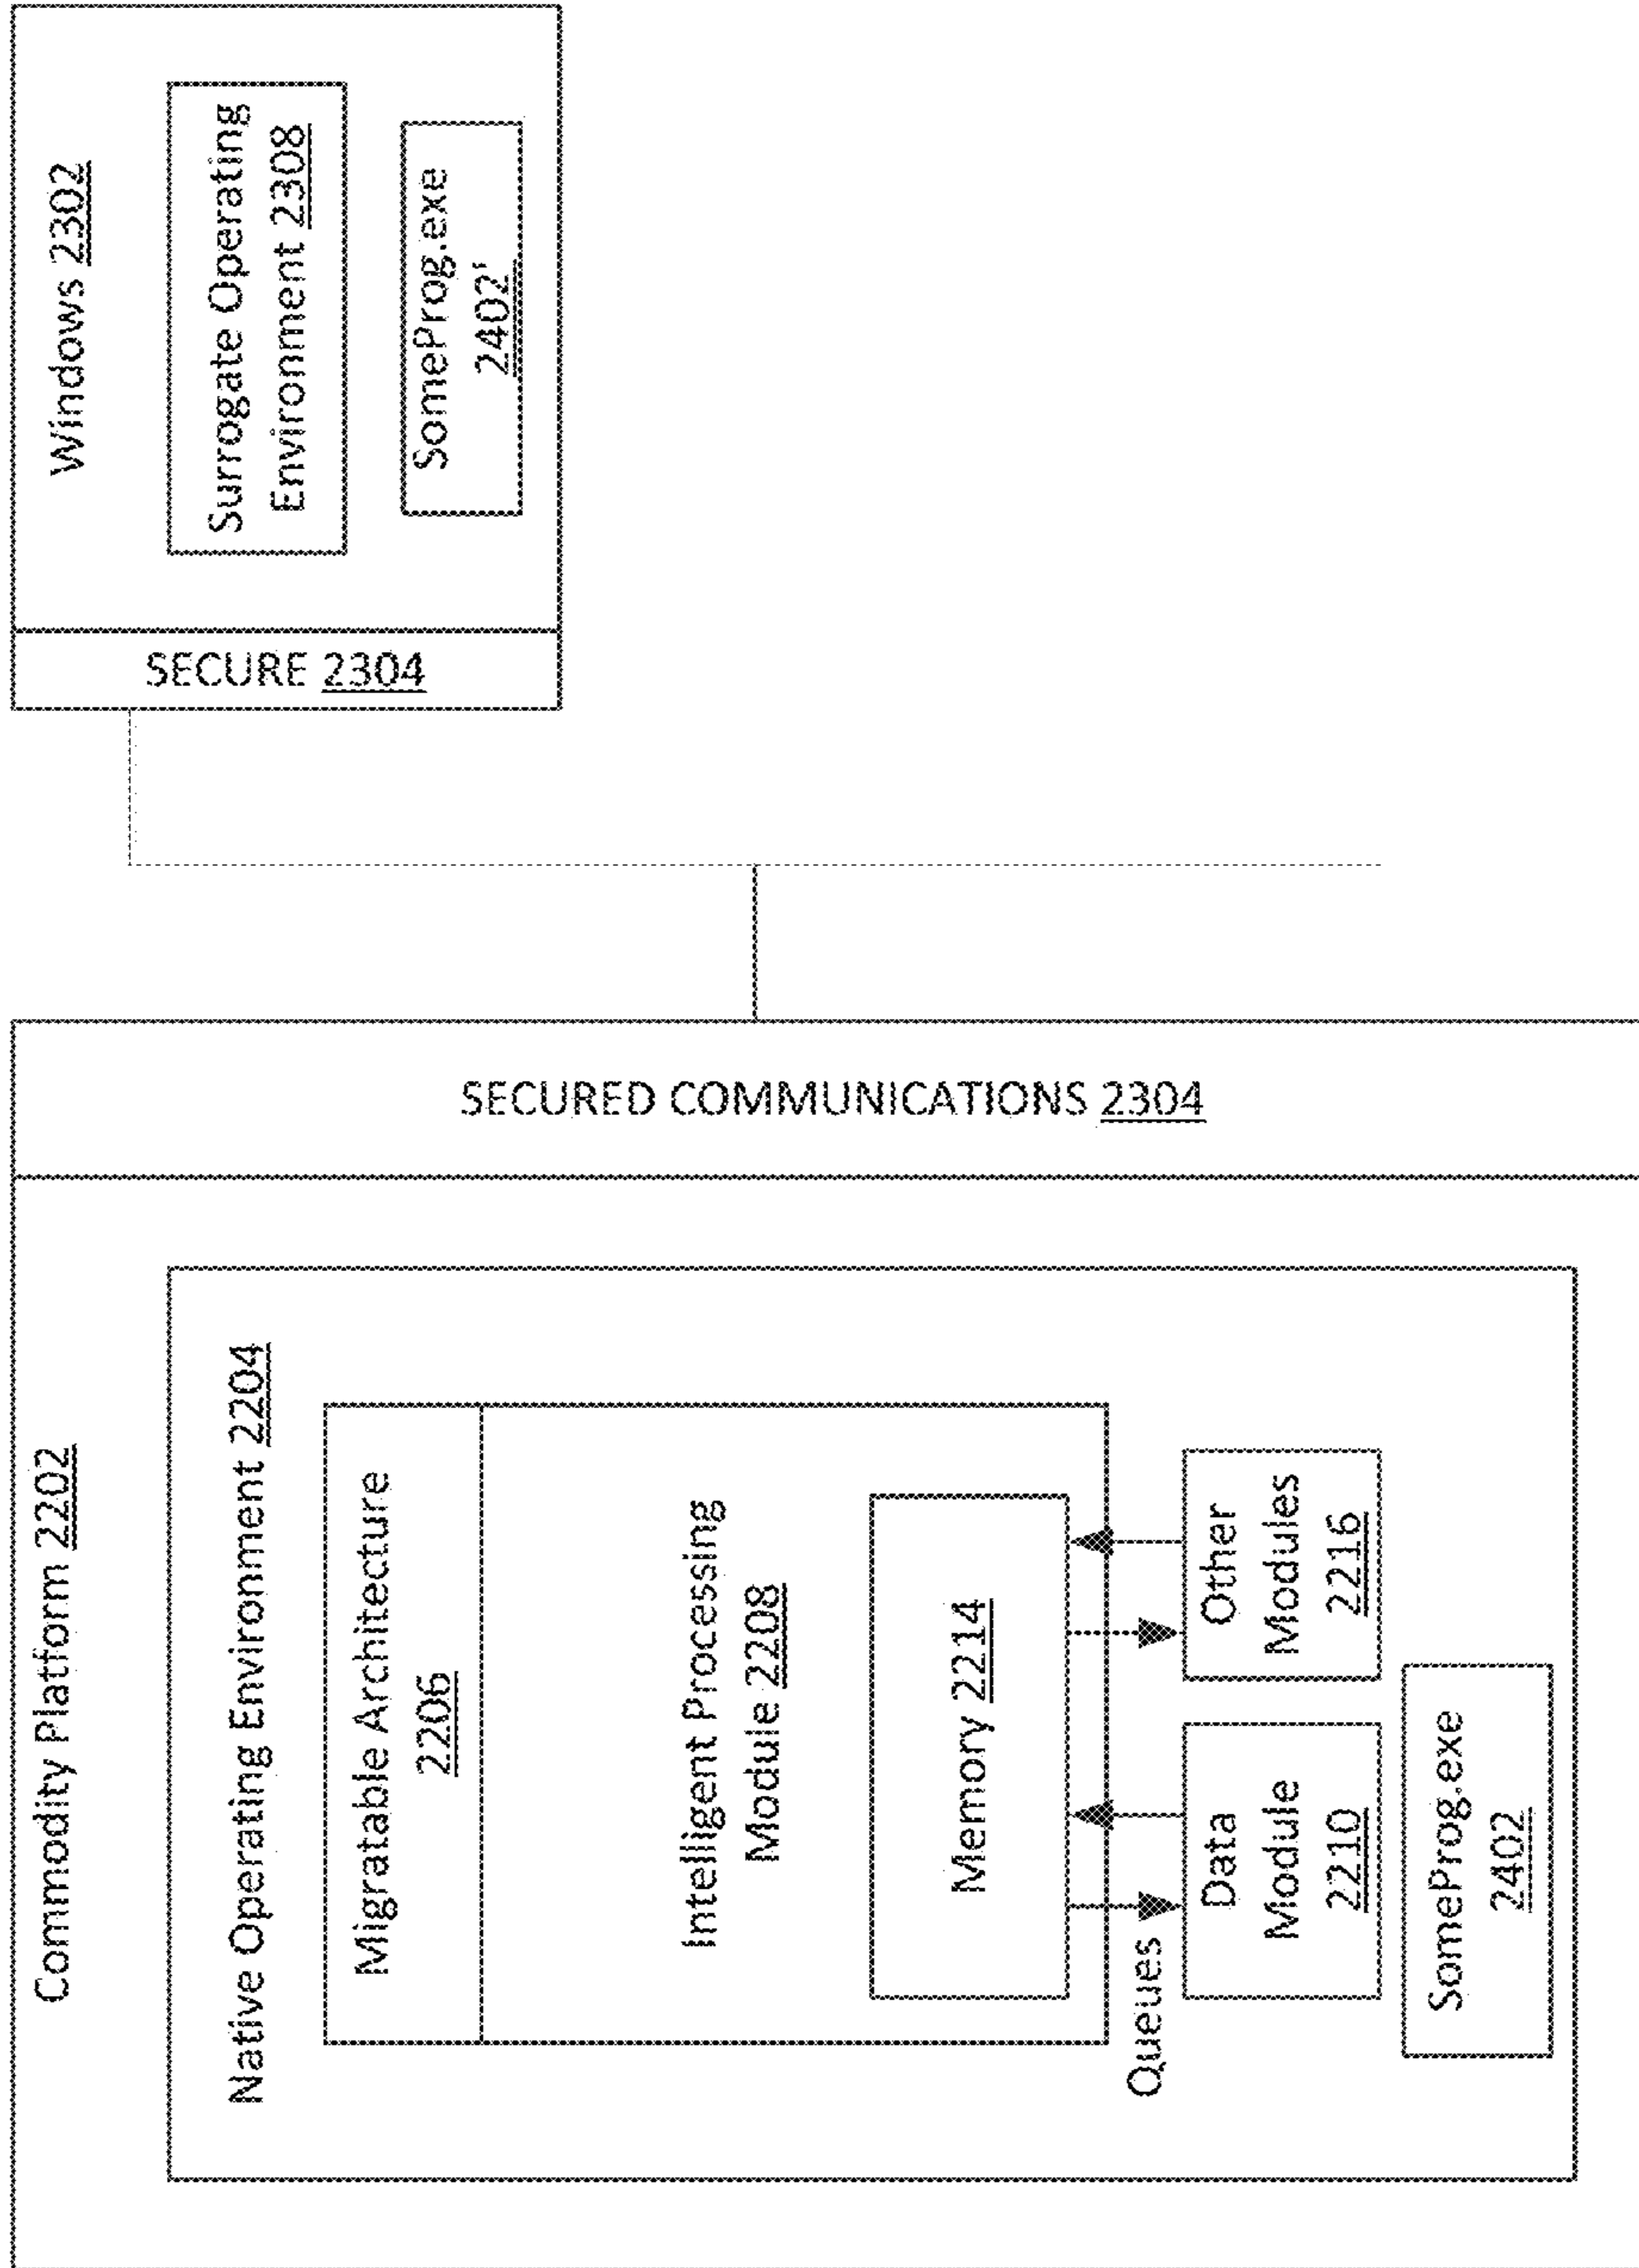 Commodity Platform 2202
Native Operating Environment 2204
Migratable Architecture
2206
Intelligent Processing
Module 2208
Memory 2214
Queues
Data
Module
2210
Other
Modules
2216
SomeProg.exe
2402
SECURED COMMUNICATIONS 2304
SECURE 2304
Windows 2302
Surrogate Operating
Environment 2308
SomeProg.exe
2402'